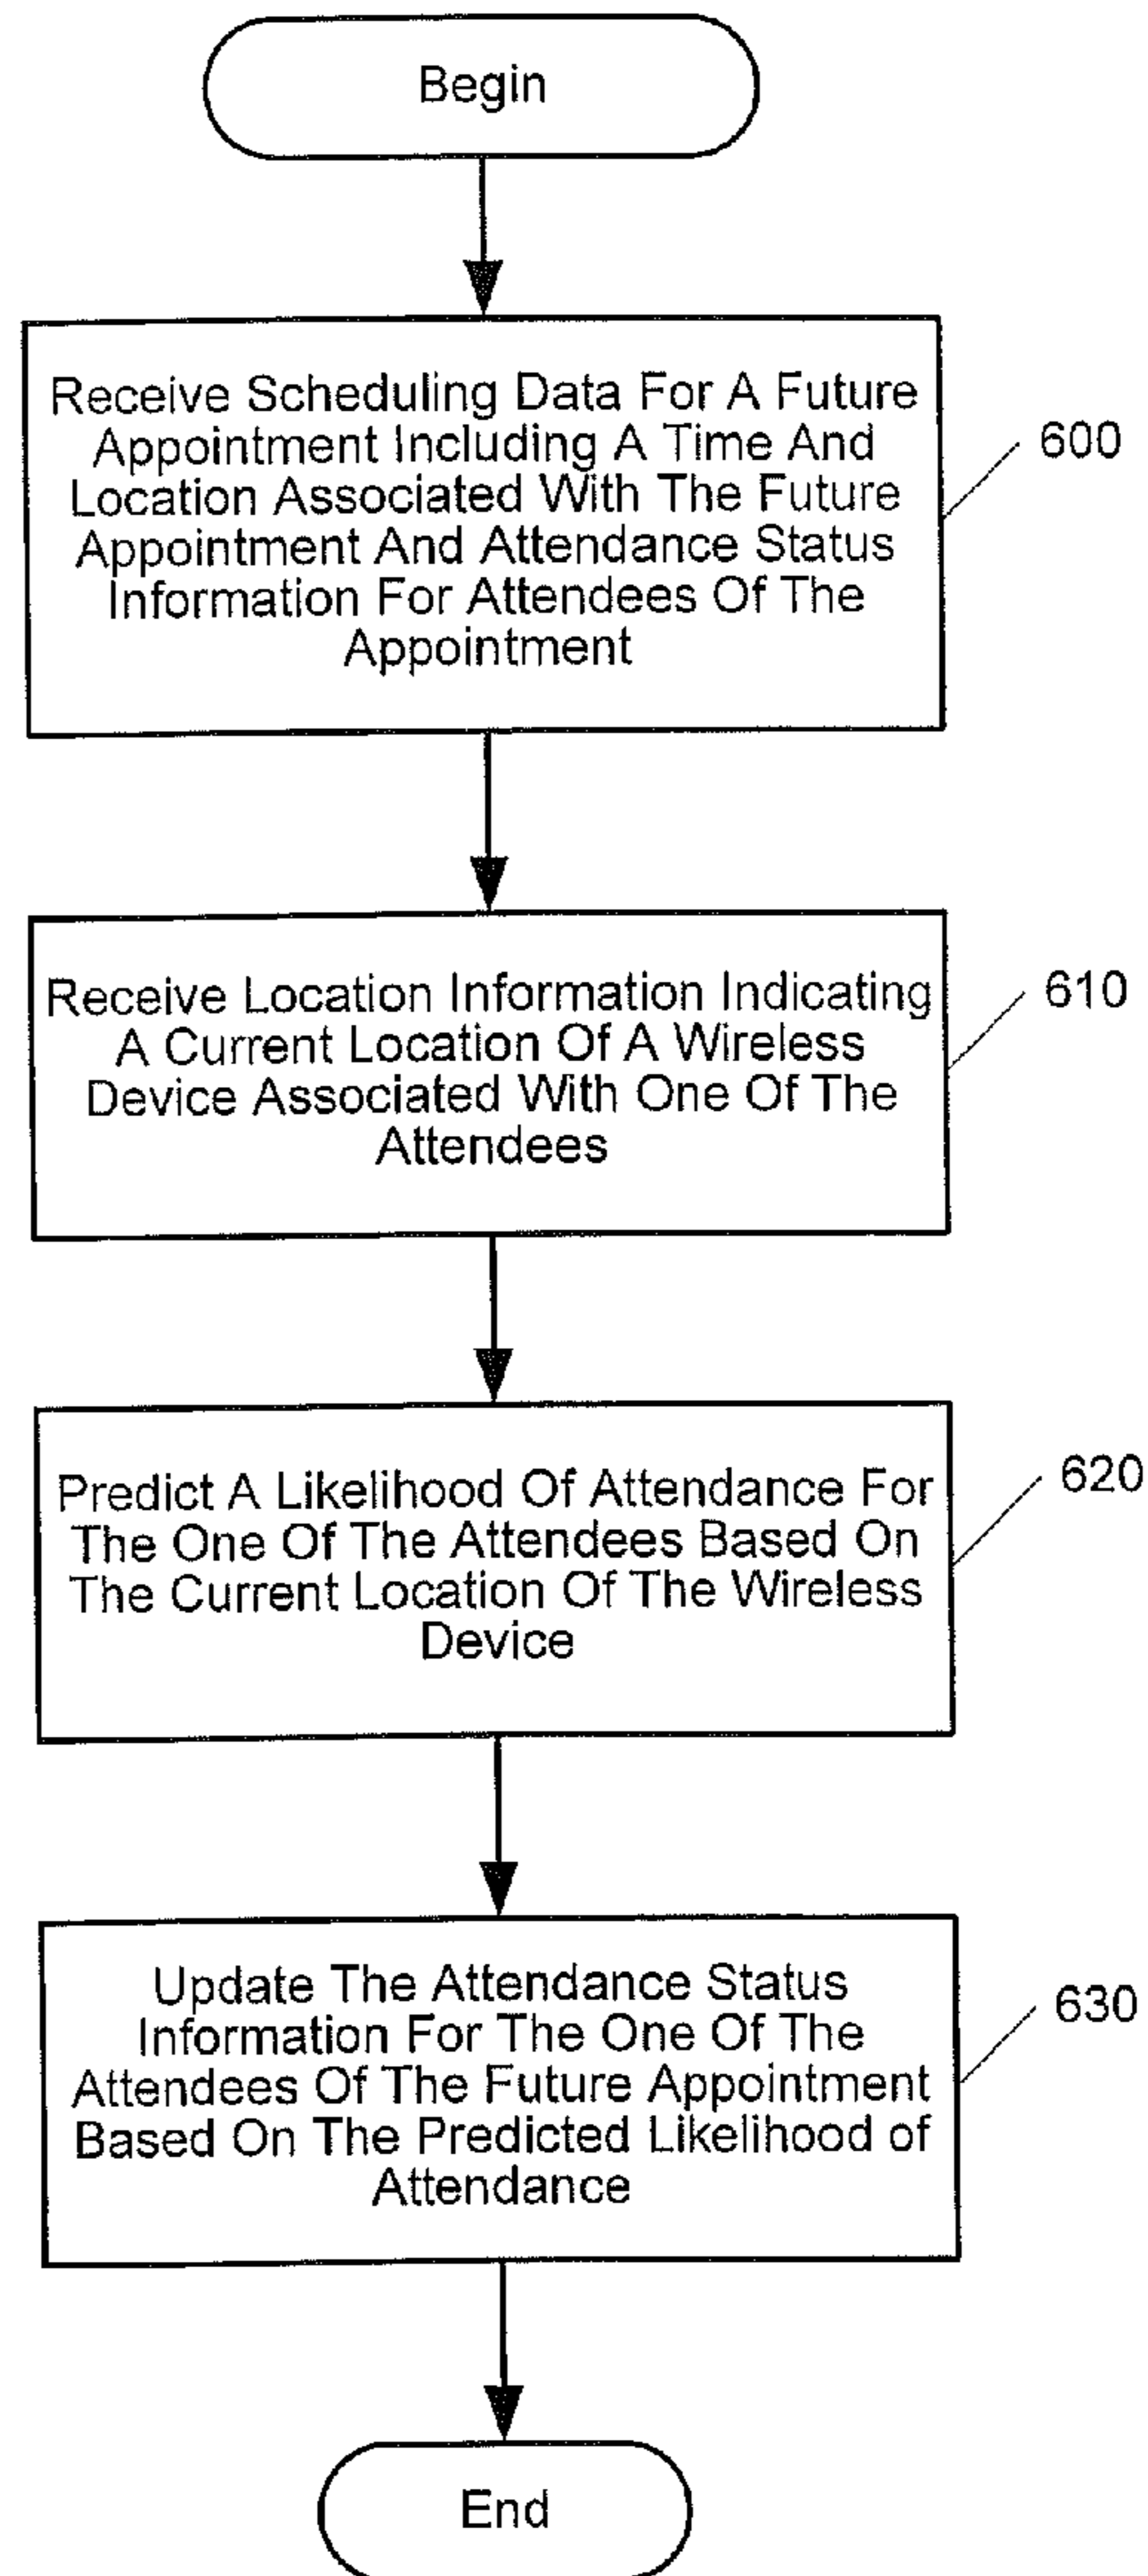 Begin
Receive Scheduling Data For A Future
Appointment Including A Time And
Location Associated With The Future
Appointment And Attendance Status
Information For Attendees Of The
Appointment
600
Receive Location Information Indicating
A Current Location Of A Wireless
Device Associated With One Of The
Attendees
610
Predict A Likelihood Of Attendance For
The One Of The Attendees Based On
The Current Location Of The Wireless
Device
620
Update The Attendance Status
Information For The One Of The
Attendees Of The Future Appointment
Based On The Predicted Likelihood of
Attendance
630
End